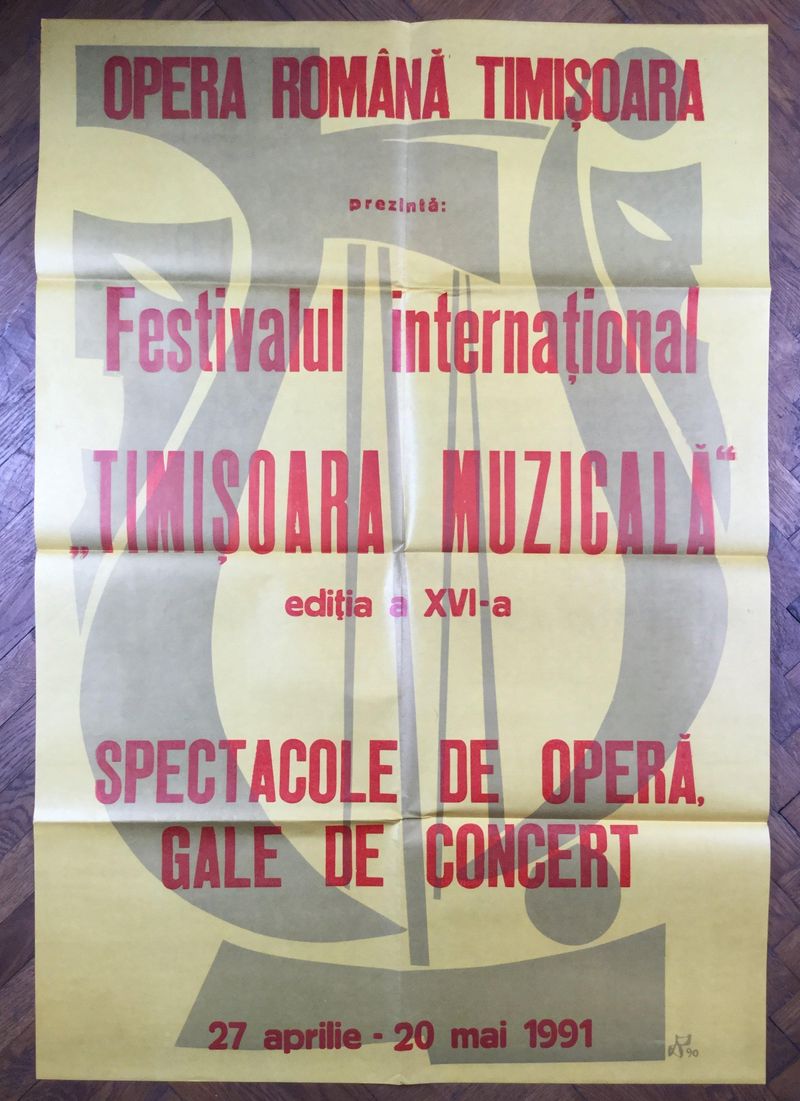 OPERA ROMÂNĂ TIMIȘOARA
prezintă:
Festivalul internațional
„TIMIȘOARA MUZICALĂ“
ediția a XVI-a
SPECTACOLE DE OPERĂ,
GALE DE CONCERT
27 aprilie - 20 mai 1991
90